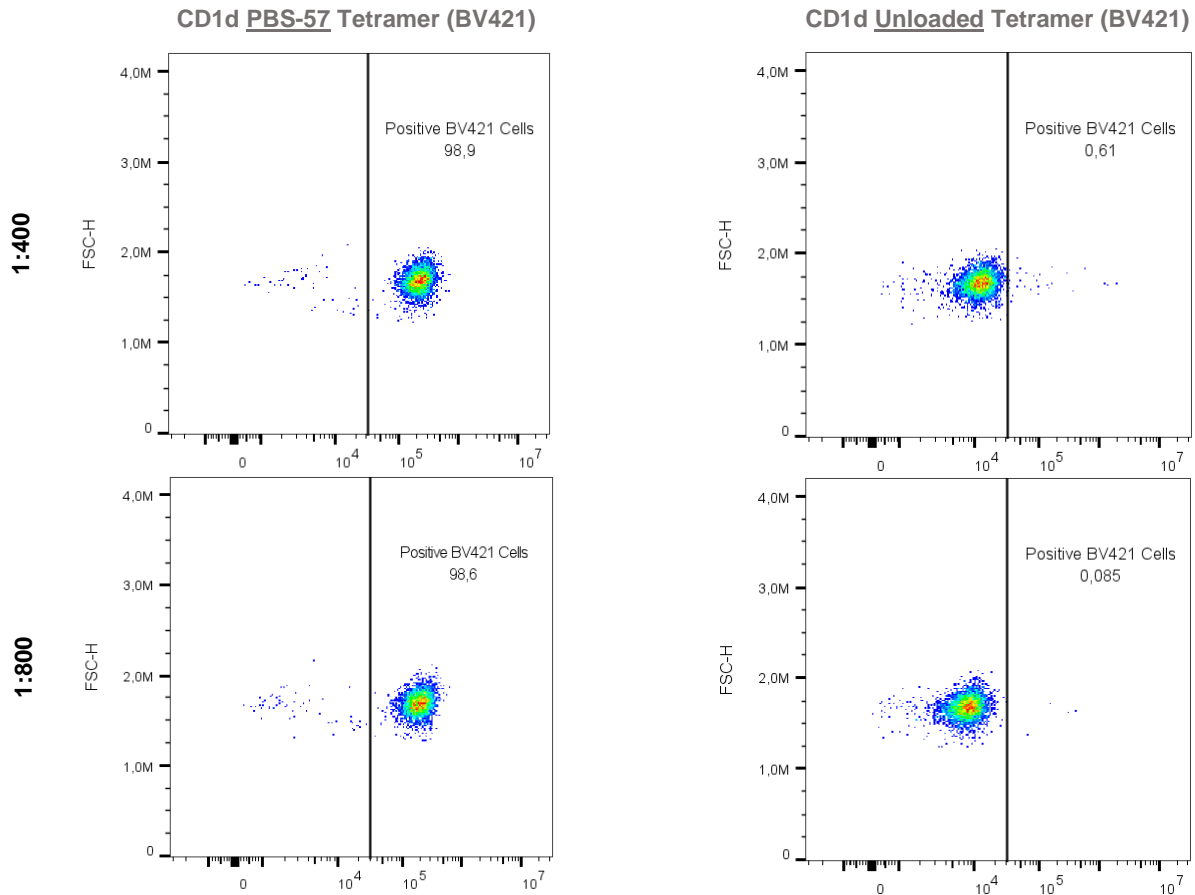 CD1d PBS-57 Tetramer (BV421)
CD1d Unloaded Tetramer (BV421)
1:400
FSC-H
4,0M
3,0M
2,0M
1,0M
0
Positive BV421 Cells
98,9
0
10^4
10^5
10^7
FSC-H
4,0M
3,0M
2,0M
1,0M
0
Positive BV421 Cells
0,61
0
10^4
10^5
10^7
1:800
FSC-H
4,0M
3,0M
2,0M
1,0M
0
Positive BV421 Cells
98,6
0
10^4
10^5
10^7
FSC-H
4,0M
3,0M
2,0M
1,0M
0
Positive BV421 Cells
0,085
0
10^4
10^5
10^7